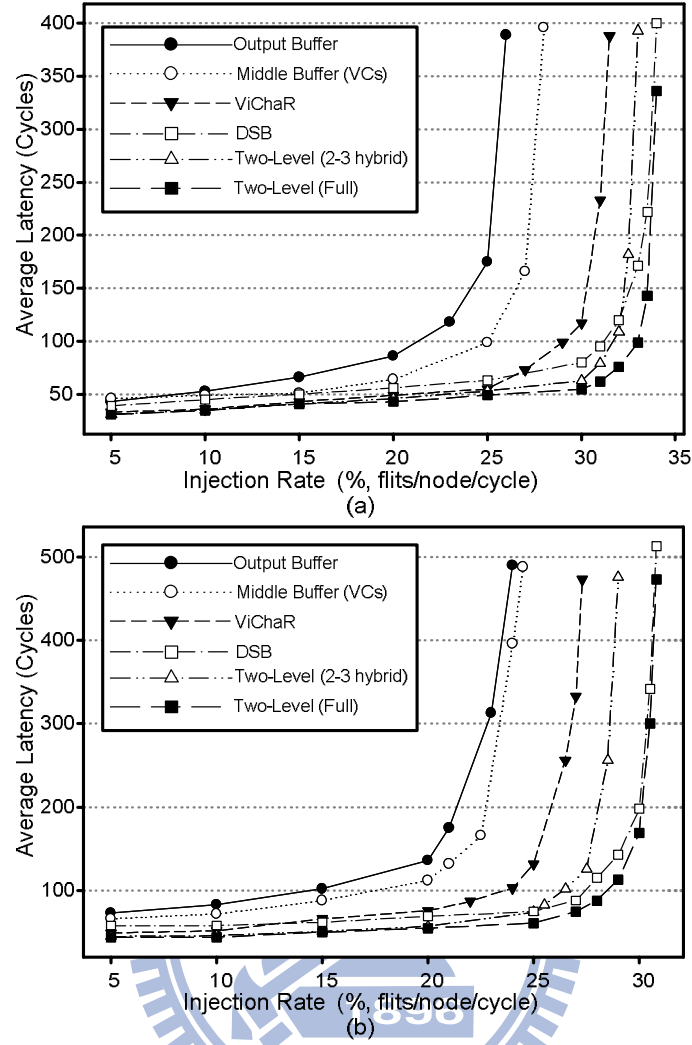 400
350
300
250
200
150
100
50
Average Latency (Cycles)
Output Buffer
Middle Buffer (VCs)
ViChaR
DSB
Two-Level (2-3 hybrid)
Two-Level (Full)
5 10 15 20 25 30 35
Injection Rate (%, flits/node/cycle)
(a)
500
400
300
200
100
Average Latency (Cycles)
Output Buffer
Middle Buffer (VCs)
ViChaR
DSB
Two-Level (2-3 hybrid)
Two-Level (Full)
5 10 15 20 25 30
Injection Rate (%, flits/node/cycle)
1896
(b)